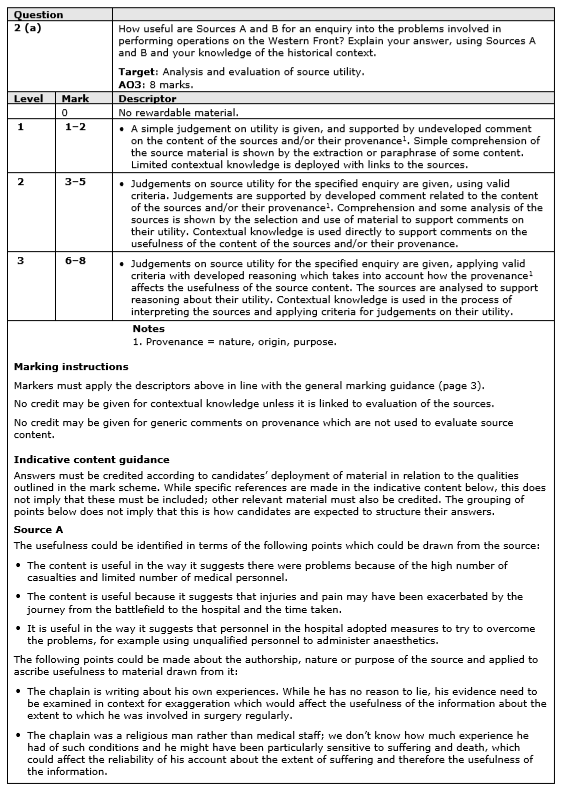 Question
2 (a)
How useful are Sources A and B for an enquiry into the problems involved in
performing operations on the Western Front? Explain your answer, using Sources A
and B and your knowledge of the historical context.
Target: Analysis and evaluation of source utility.
AO3: 8 marks.
Level Mark Descriptor
0 No rewardable material.
1 1–2 • A simple judgement on utility is given, and supported by undeveloped comment
on the content of the sources and/or their provenance¹. Simple comprehension of
the source material is shown by the extraction or paraphrase of some content.
Limited contextual knowledge is deployed with links to the sources.
2 3–5 • Judgements on source utility for the specified enquiry are given, using valid
criteria. Judgements are supported by developed comment related to the content
of the sources and/or their provenance¹. Comprehension and some analysis of the
sources is shown by the selection and use of material to support comments on
their utility. Contextual knowledge is used directly to support comments on the
usefulness of the content of the sources and/or their provenance.
3 6–8 • Judgements on source utility for the specified enquiry are given, applying valid
criteria with developed reasoning which takes into account how the provenance¹
affects the usefulness of the source content. The sources are analysed to support
reasoning about their utility. Contextual knowledge is used in the process of
interpreting the sources and applying criteria for judgements on their utility.
Notes
1. Provenance = nature, origin, purpose.
Marking instructions
Markers must apply the descriptors above in line with the general marking guidance (page 3).
No credit may be given for contextual knowledge unless it is linked to evaluation of the sources.
No credit may be given for generic comments on provenance which are not used to evaluate source
content.
Indicative content guidance
Answers must be credited according to candidates' deployment of material in relation to the qualities
outlined in the mark scheme. While specific references are made in the indicative content below, this does
not imply that these must be included; other relevant material must also be credited. The grouping of
points below does not imply that this is how candidates are expected to structure their answers.
Source A
The usefulness could be identified in terms of the following points which could be drawn from the source:
• The content is useful in the way it suggests there were problems because of the high number of
casualties and limited number of medical personnel.
• The content is useful because it suggests that injuries and pain may have been exacerbated by the
journey from the battlefield to the hospital and the time taken.
• It is useful in the way it suggests that personnel in the hospital adopted measures to try to overcome
the problems, for example using unqualified personnel to administer anaesthetics.
The following points could be made about the authorship, nature or purpose of the source and applied to
ascribe usefulness to material drawn from it:
• The chaplain is writing about his own experiences. While he has no reason to lie, his evidence need to
be examined in context for exaggeration which would affect the usefulness of the information about the
extent to which he was involved in surgery regularly.
• The chaplain was a religious man rather than medical staff; we don't know how much experience he
had of such conditions and he might have been particularly sensitive to suffering and death, which
could affect the reliability of his account about the extent of suffering and therefore the usefulness of
the information.